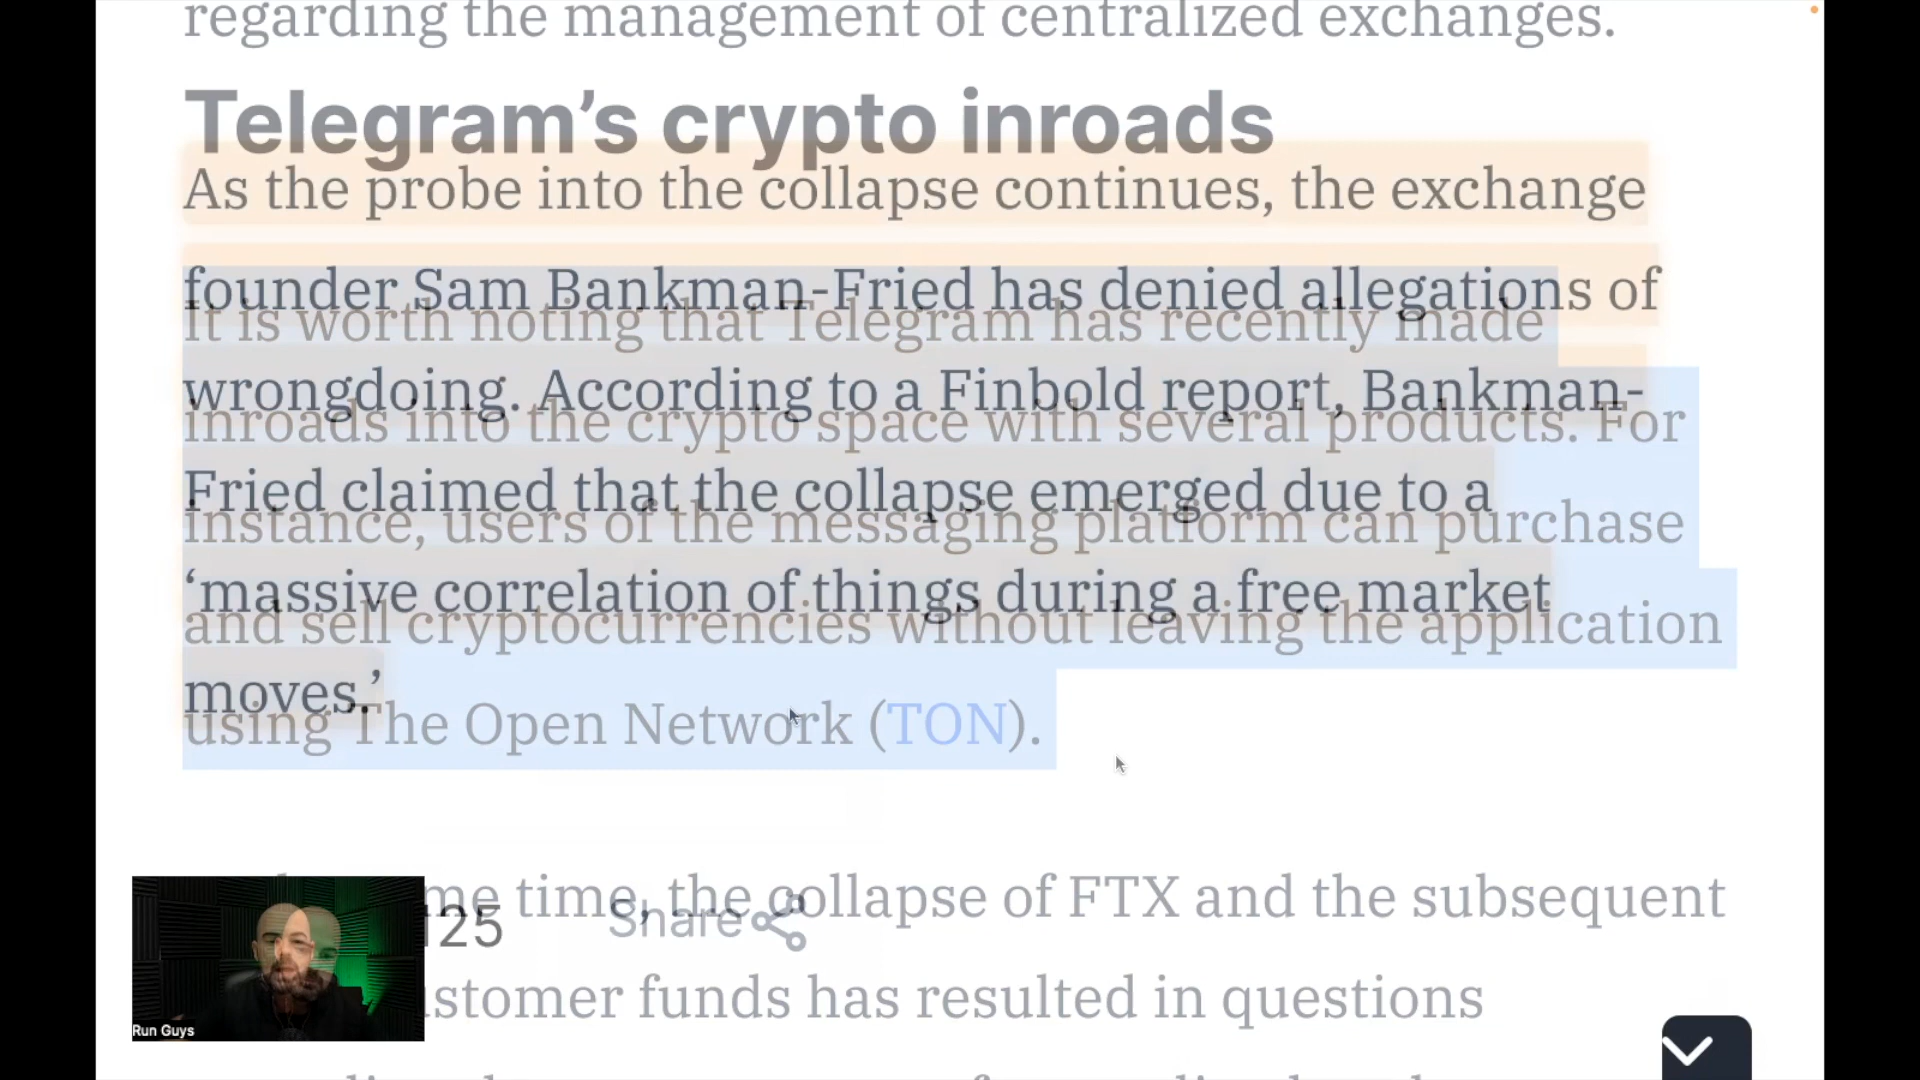 regarding the management of centralized exchanges.
Telegram’s crypto inroads
As the probe into the collapse continues, the exchange
founder Sam Bankman-Fried has denied allegations of
It is worth noting that Telegram has recently made
wrongdoing. According to a Finbold report, Bankman-
inroads into the crypto space with several products. For
Fried claimed that the collapse emerged due to a
instance, users of the messaging platform can purchase
‘massive correlation of things during a free market
and sell cryptocurrencies without leaving the application
moves.’
using The Open Network (TON).
time, the collapse of FTX and the subsequent
125 Share
funds has resulted in questions
Run Guys